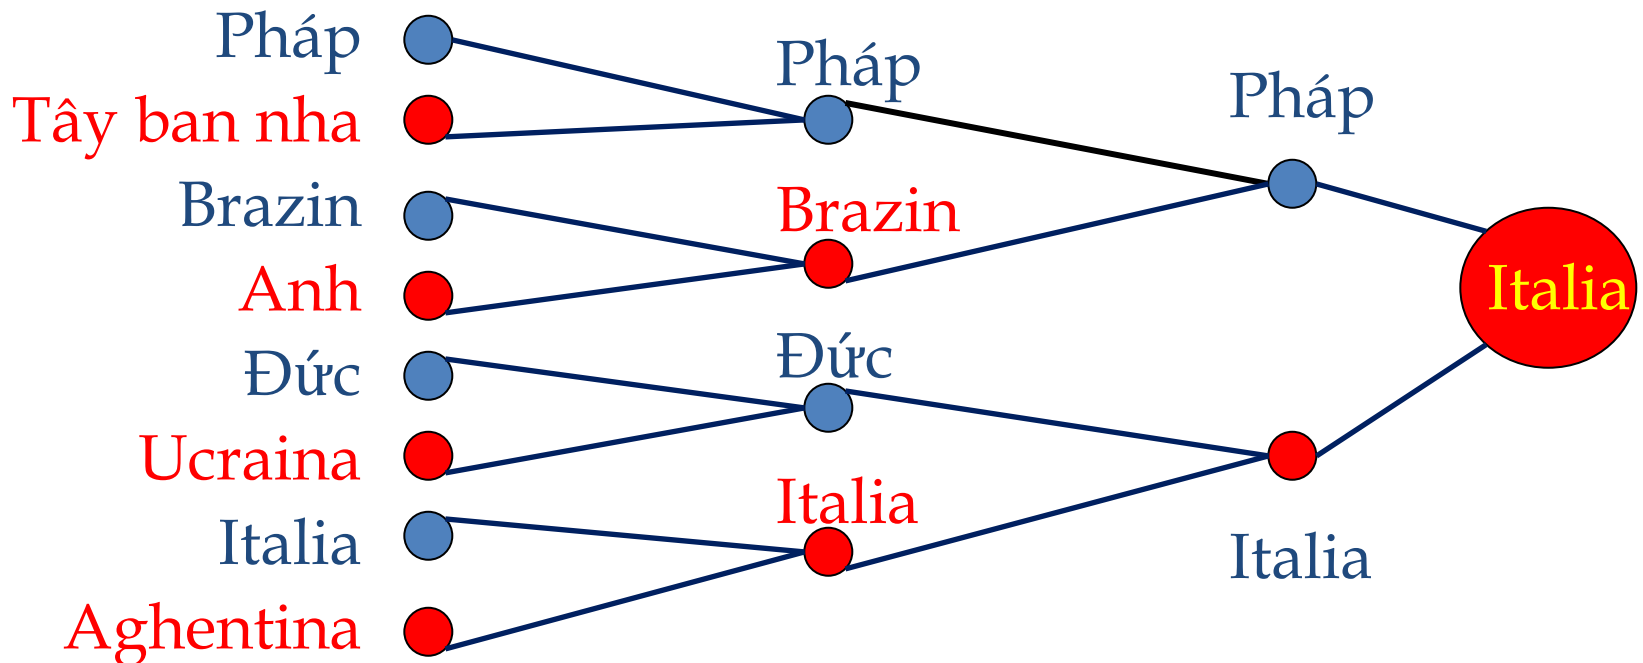 Pháp
Tây ban nha
Brazin
Anh
Đức
Ucraina
Italia
Aghentina
Pháp
Brazin
Đức
Italia
Pháp
Italia
Italia